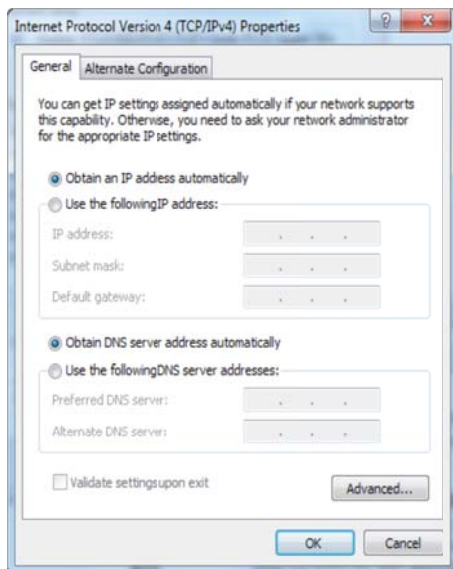 Internet Protocol Version 4 (TCP/IPv4) Properties
General
Alternate Configuration
You can get IP settings assigned automatically if your network supports
this capability. Otherwise, you need to ask your network administrator
for the appropriate IP settings.
Obtain an IP address automatically
Use the followingIP address:
IP address:
Subnet mask:
Default gateway:
Obtain DNS server address automatically
Use the followingDNS server addresses:
Preferred DNS server:
Alternate DNS server:
Validate settingsupon exit
Advanced...
OK
Cancel